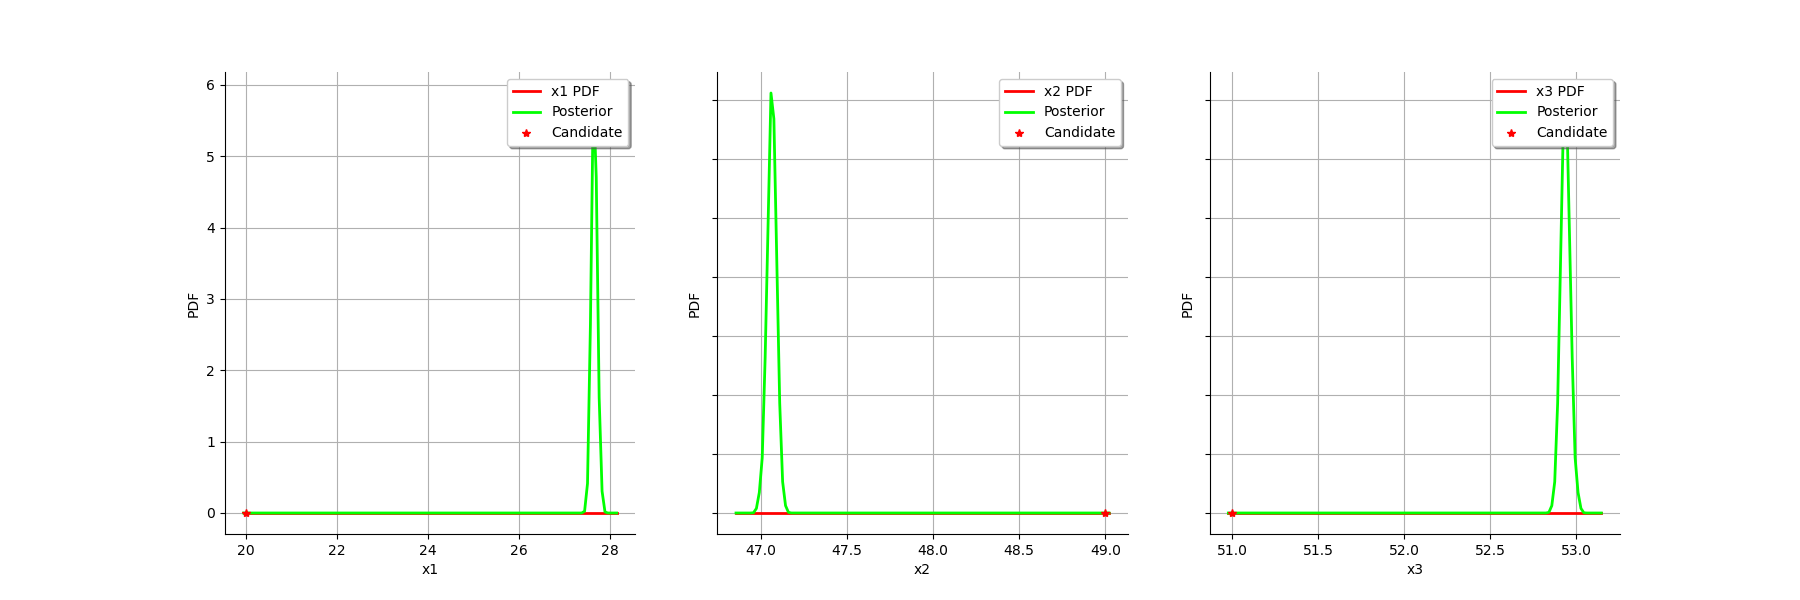 PDF
6
5
4
3
2
1
0
20 22 24 26 28
x1
x1 PDF
Posterior
Candidate
PDF
47.0 47.5 48.0 48.5 49.0
x2
x2 PDF
Posterior
Candidate
PDF
51.0 51.5 52.0 52.5 53.0
x3
x3 PDF
Posterior
Candidate